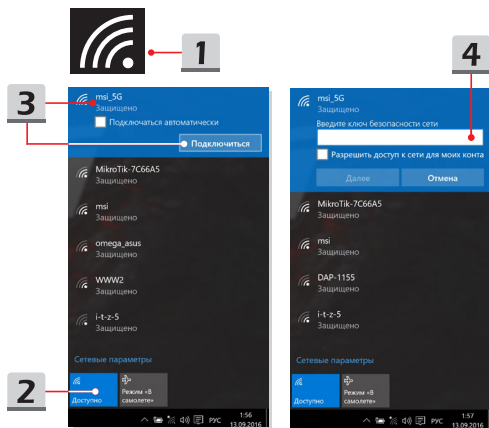 1
3
msi_5G
Защищено
Подключаться автоматически
Подключиться
MikroTik-7C66A5
Защищено
msi
Защищено
omega_asus
Защищено
WWW2
Защищено
i-t-z-5
Защищено
Сетевые параметры
2
Доступно
Режим «В
самолете»
РУС
1:56
13.09.2016
4
msi_5G
Защищено
Введите ключ безопасности сети
Разрешить доступ к сети для моих конта
Далее
Отмена
MikroTik-7C66A5
Защищено
msi
Защищено
DAP-1155
Защищено
i-t-z-5
Защищено
Сетевые параметры
Доступно
Режим «В
самолете»
РУС
1:57
13.09.2016